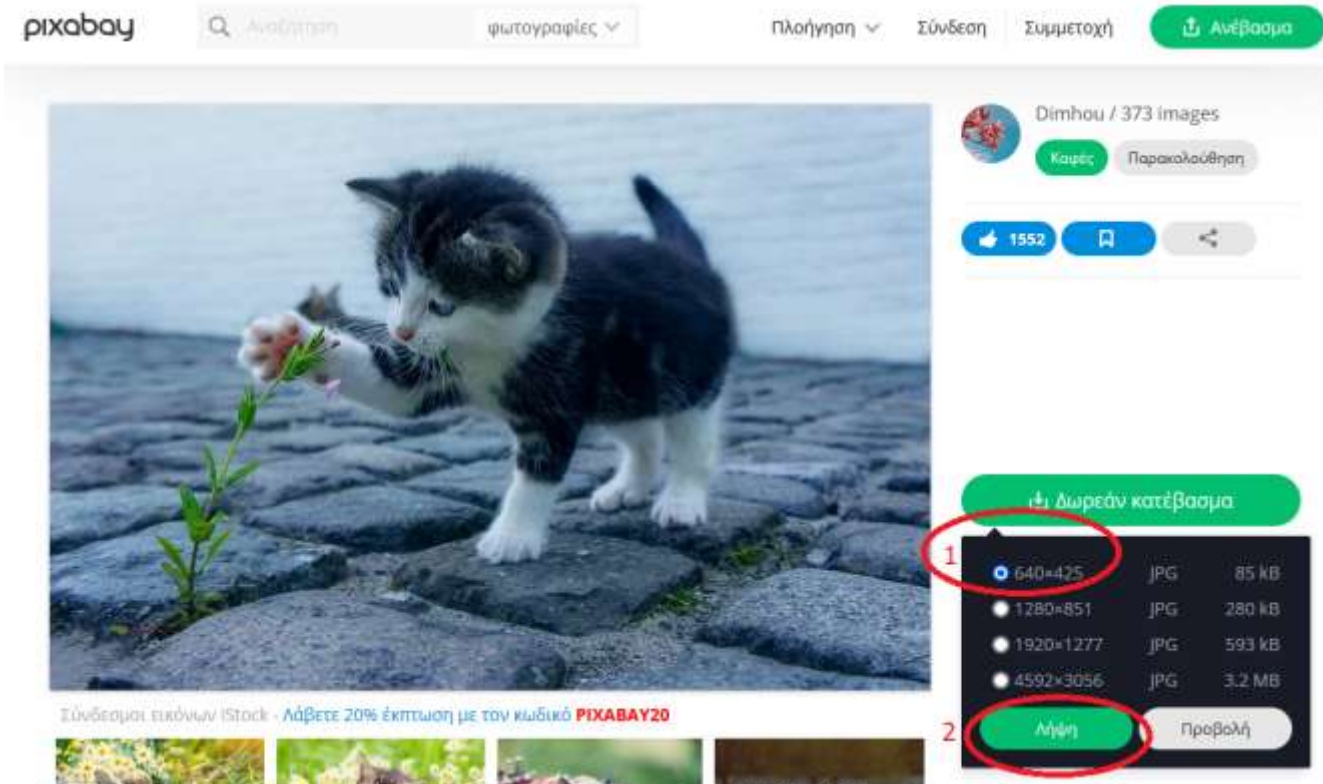 pixabay
Αναζήτηση
φωτογραφίες
Πλοήγηση
Σύνδεση
Συμμετοχή
Ανέβασμα
Dimhou / 373 images
Καφές
Παρακολούθηση
1552
Δωρεάν κατέβασμα
1
640×425 JPG 85 kB
1280×851 JPG 280 kB
1920×1277 JPG 593 kB
4592×3056 JPG 3.2 MB
2
Λήψη
Προβολή
Σύνδεσμοι εικόνων iStock - Λάβετε 20% έκπτωση με τον κωδικό PIXABAY20